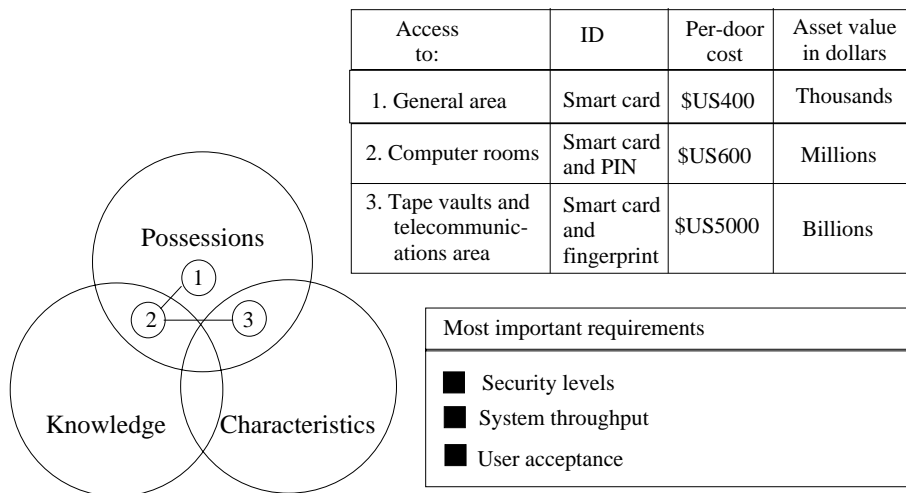 Access to:
ID
Per-door cost
Asset value in dollars
1. General area
Smart card
$US400
Thousands
2. Computer rooms
Smart card and PIN
$US600
Millions
3. Tape vaults and
telecommunic-
ations area
Smart card
and
fingerprint
$US5000
Billions
Possessions
1
2
3
Knowledge
Characteristics
Most important requirements
Security levels
System throughput
User acceptance